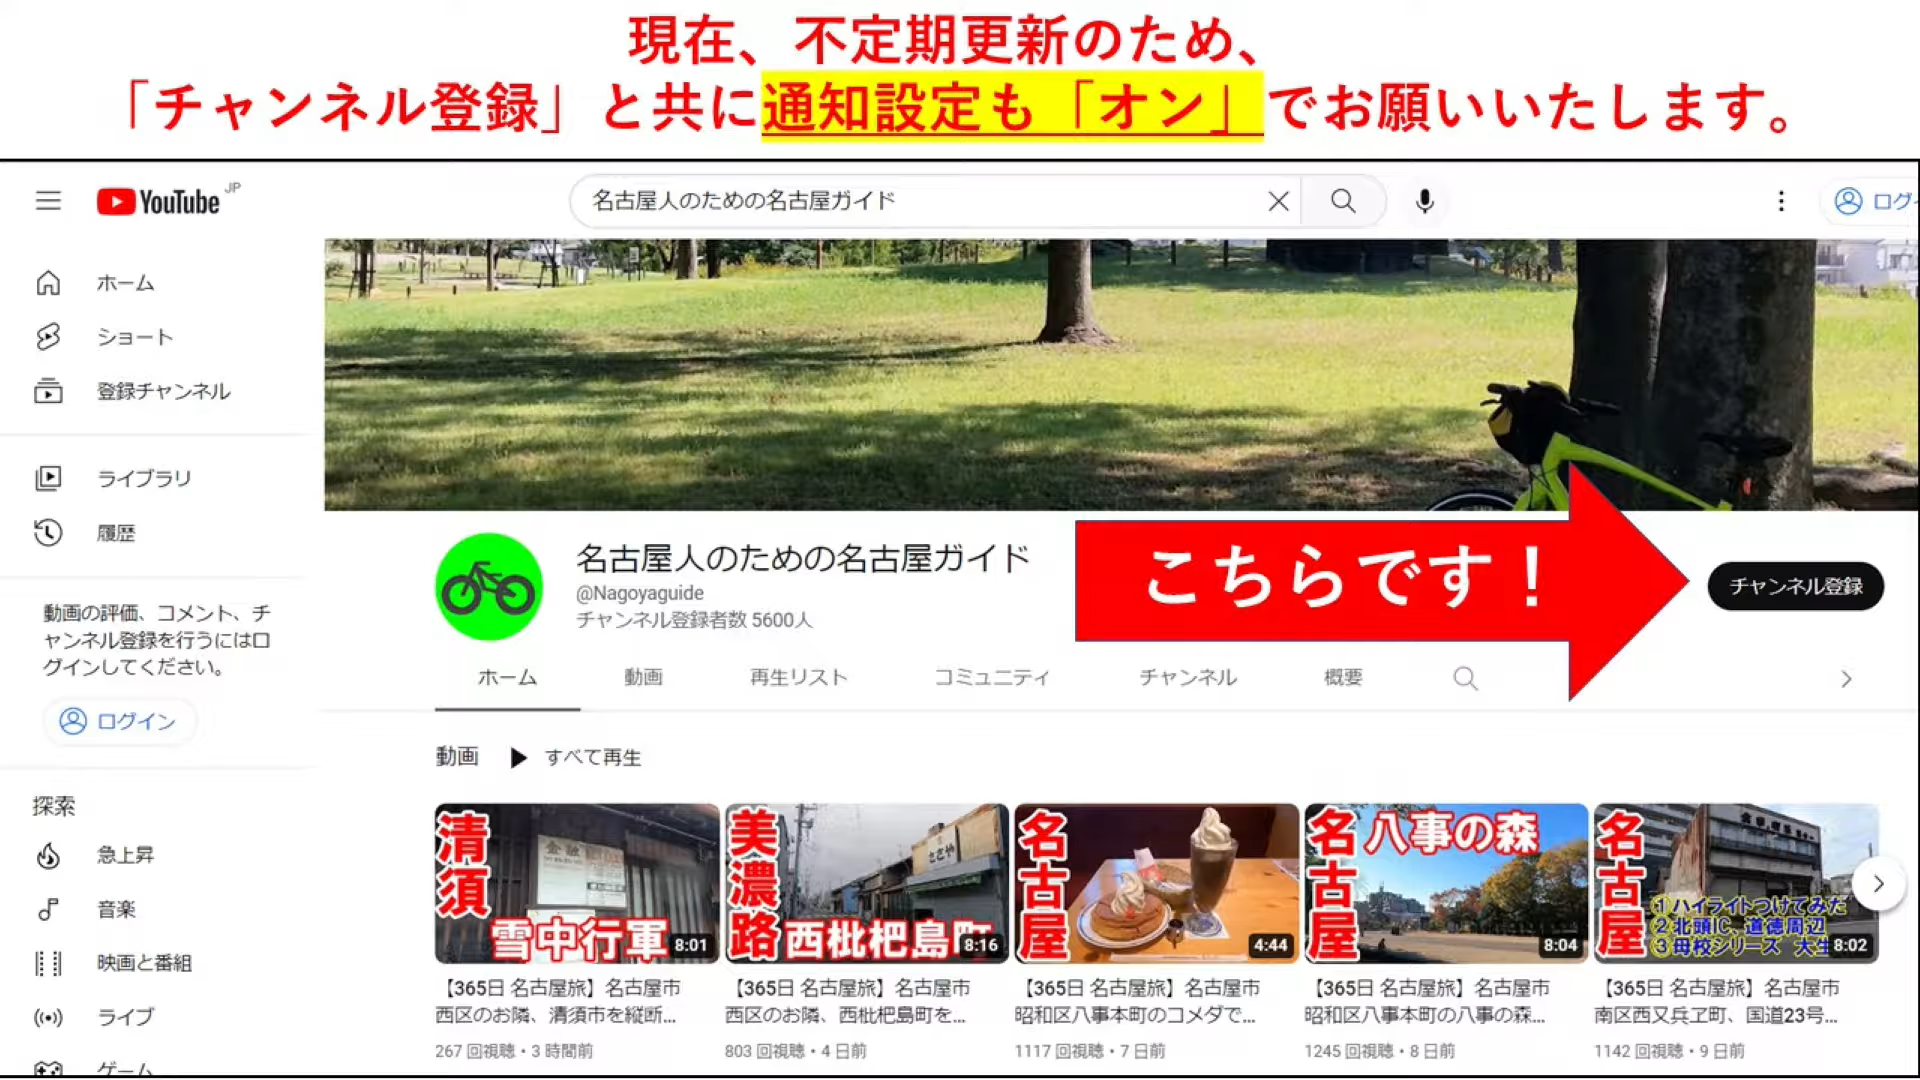 現在、不定期更新のため、
「チャンネル登録」と共に通知設定も「オン」でお願いいたします。
YouTube JP
名古屋人のための名古屋ガイド
ログイ
ホーム
ショート
登録チャンネル
ライブラリ
履歴
動画の評価、コメント、チ
ャンネル登録を行うにはロ
グインしてください。
ログイン
探索
急上昇
音楽
映画と番組
ライブ
ゲーム
名古屋人のための名古屋ガイド
@Nagoyaguide
チャンネル登録者数 5600人
こちらです！
チャンネル登録
ホーム
動画
再生リスト
コミュニティ
チャンネル
概要
動画
すべて再生
清須
雪中行軍
8:01
【365日 名古屋旅】名古屋市
西区のお隣、清須市を縦断...
267 回視聴・3 時間前
美濃路
西枇杷島町
8:16
【365日 名古屋旅】名古屋市
西区のお隣、西枇杷島町を...
803 回視聴・4 日前
名古屋
4:44
【365日 名古屋旅】名古屋市
昭和区八事本町のコメダで...
1117 回視聴・7 日前
名古屋
八事の森
8:04
【365日 名古屋旅】名古屋市
昭和区八事本町の八事の森...
1245 回視聴・8 日前
名古屋
①ハイライトつけてみた
②北頭IC、道徳周辺
③母校シリーズ 大生
8:02
【365日 名古屋旅】名古屋市
南区西又兵ヱ町、国道23号...
1142 回視聴・9 日前